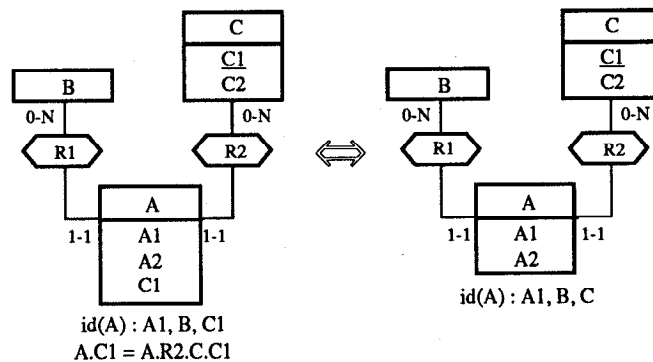 C
C1
C2
B
0-N
0-N
R1
R2
A
1-1
A1
1-1
A2
C1
id(A) : A1, B, C1
A.C1 = A.R2.C.C1
C
C1
C2
B
0-N
0-N
R1
R2
A
1-1
A1
1-1
A2
id(A) : A1, B, C